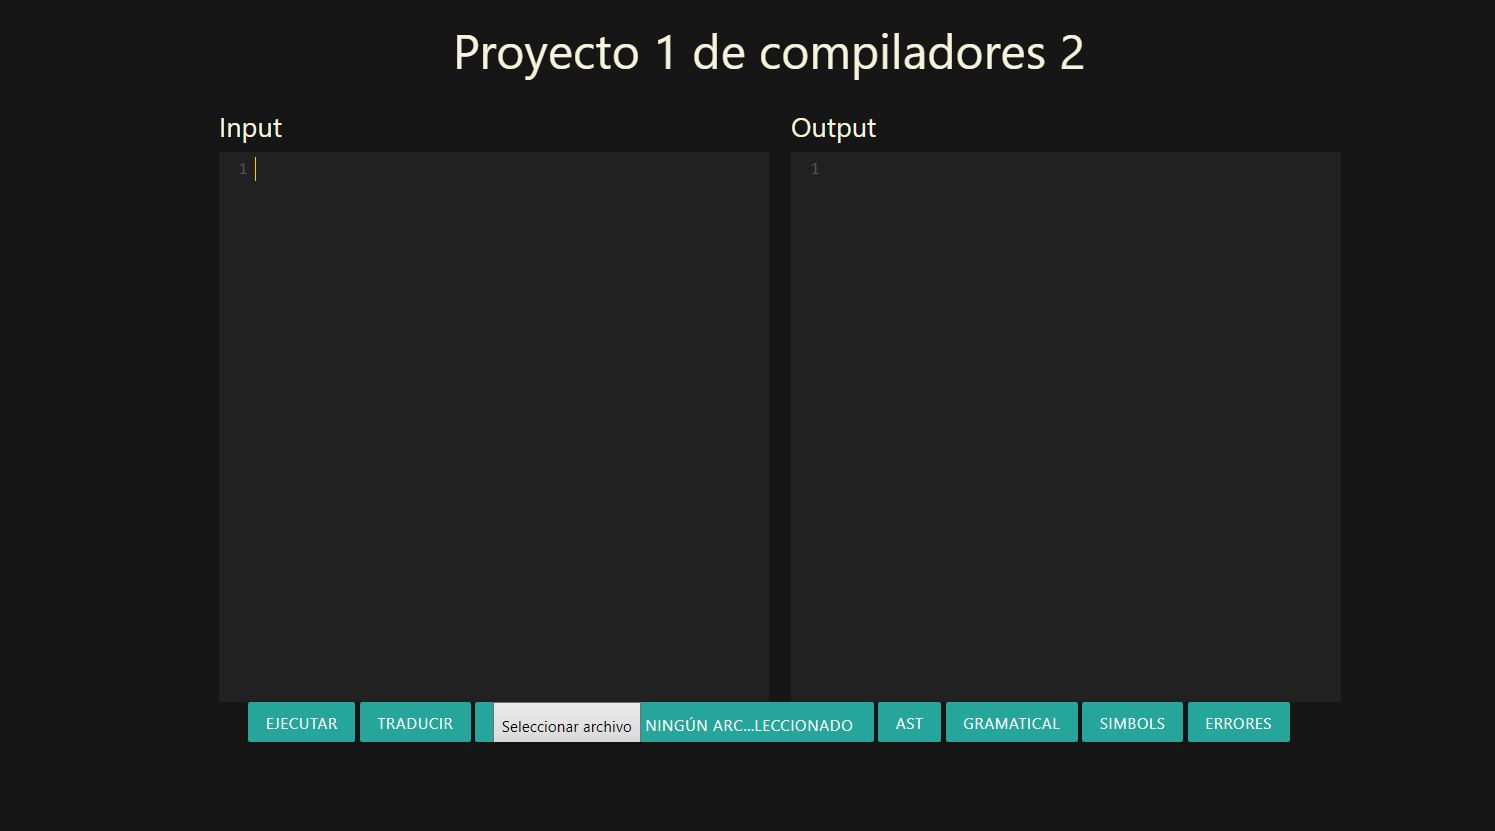 Proyecto 1 de compiladores 2
Input
Output
1
1
EJECUTAR TRADUCIR Seleccionar archivo NINGÚN ARC...LECCIONADO AST GRAMATICAL SIMBOLS ERRORES